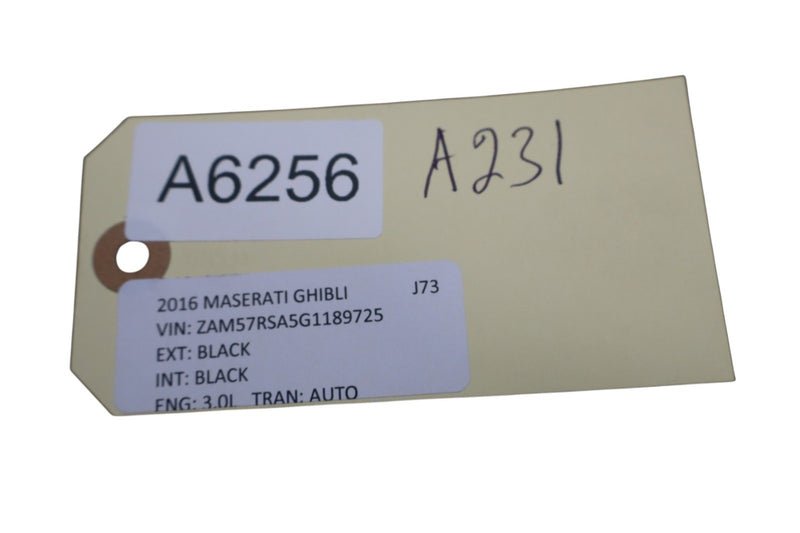 A6256
A231
2016 MASERATI GHIBLI J73
VIN: ZAM57RSA5G1189725
EXT: BLACK
INT: BLACK
ENG: 3.0L TRAN: AUTO